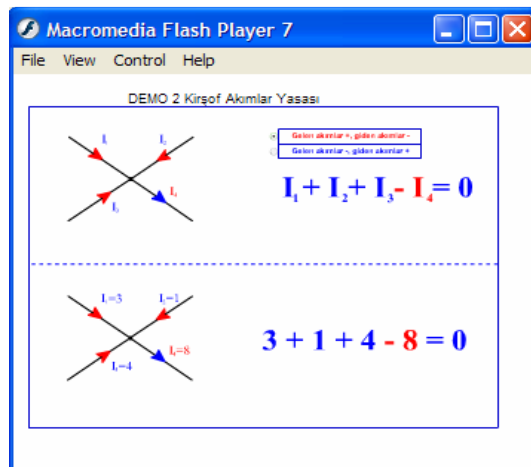 Macromedia Flash Player 7
File View Control Help
DEMO 2 Kirşof Akımlar Yasası
I₁ I₂
Gelen akımlar +, giden akımlar -
Gelen akımlar -, giden akımlar +
I₁ + I₂ + I₃ - I₄ = 0
I₄
I₃
I₁=3 I₂=1
3 + 1 + 4 - 8 = 0
I₄=8
I₃=4